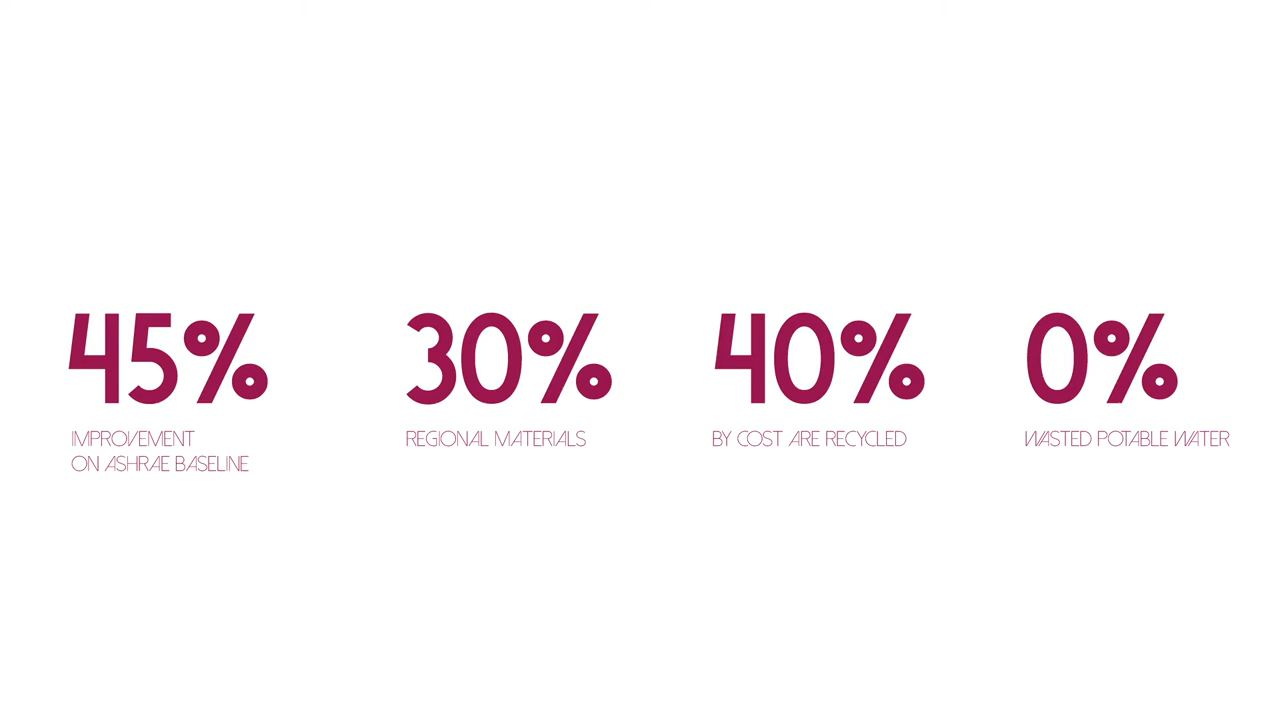 45%
IMPROVEMENT
ON ASHRAE BASELINE
30%
REGIONAL MATERIALS
40%
BY COST ARE RECYCLED
0%
WASTED POTABLE WATER